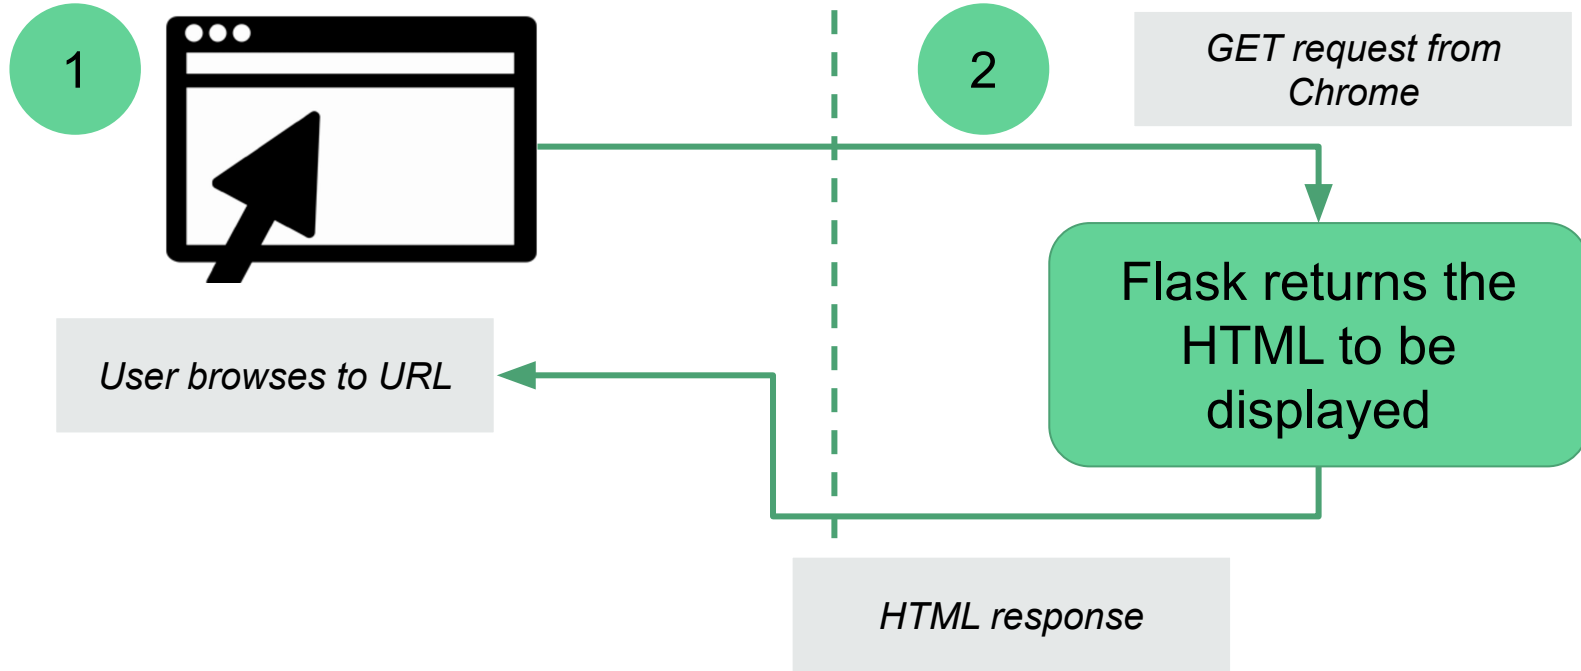 1
2
GET request from
Chrome
Flask returns the
HTML to be
displayed
User browses to URL
HTML response